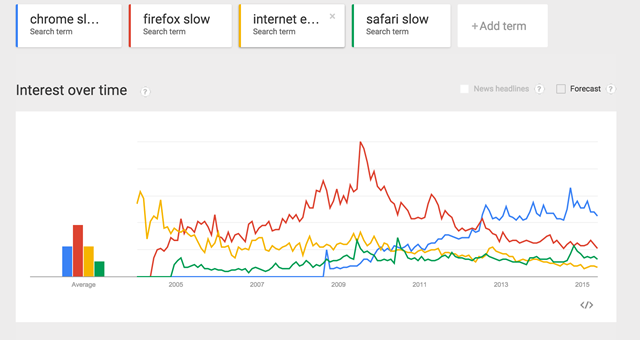 chrome sl... firefox slow internet e... × safari slow +Add term
Search term Search term Search term Search term
Interest over time ? News headlines ? Forecast ?
Average 2005 2007 2009 2011 2013 2015
</>